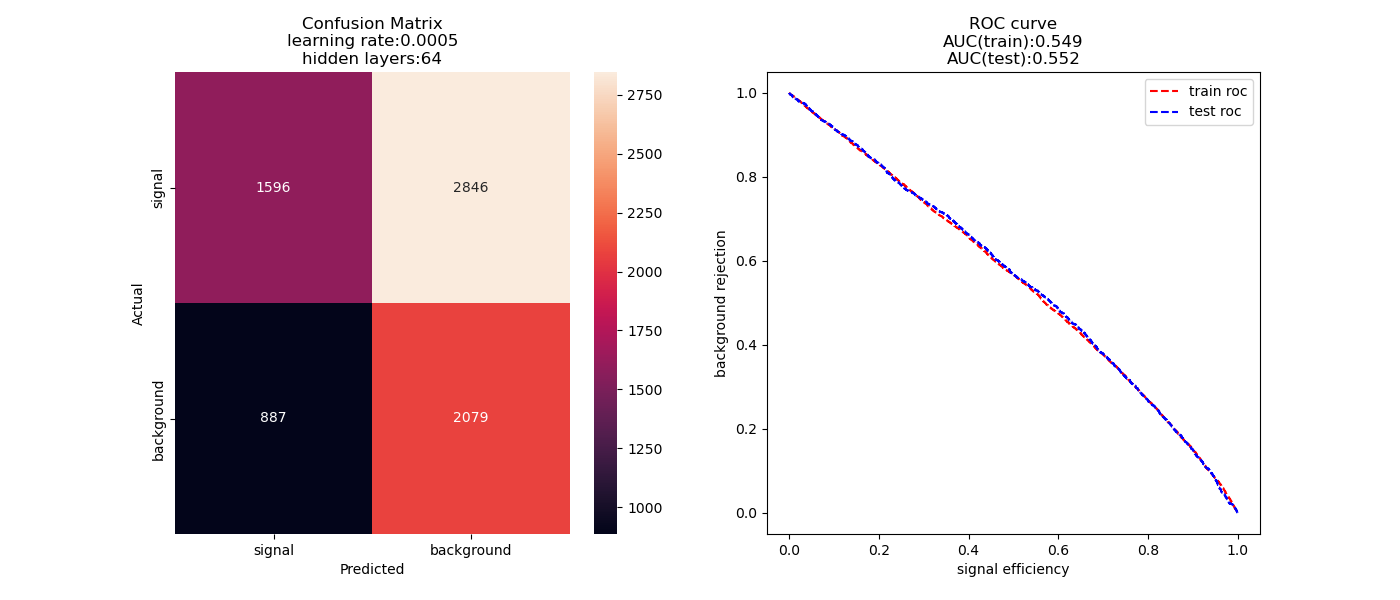 Confusion Matrix
learning rate:0.0005
hidden layers:64
signal
background
Actual
1596
2846
887
2079
signal
background
Predicted
2750
2500
2250
2000
1750
1500
1250
1000
ROC curve
AUC(train):0.549
AUC(test):0.552
train roc
test roc
1.0
0.8
0.6
0.4
0.2
0.0
background rejection
0.0
0.2
0.4
0.6
0.8
1.0
signal efficiency